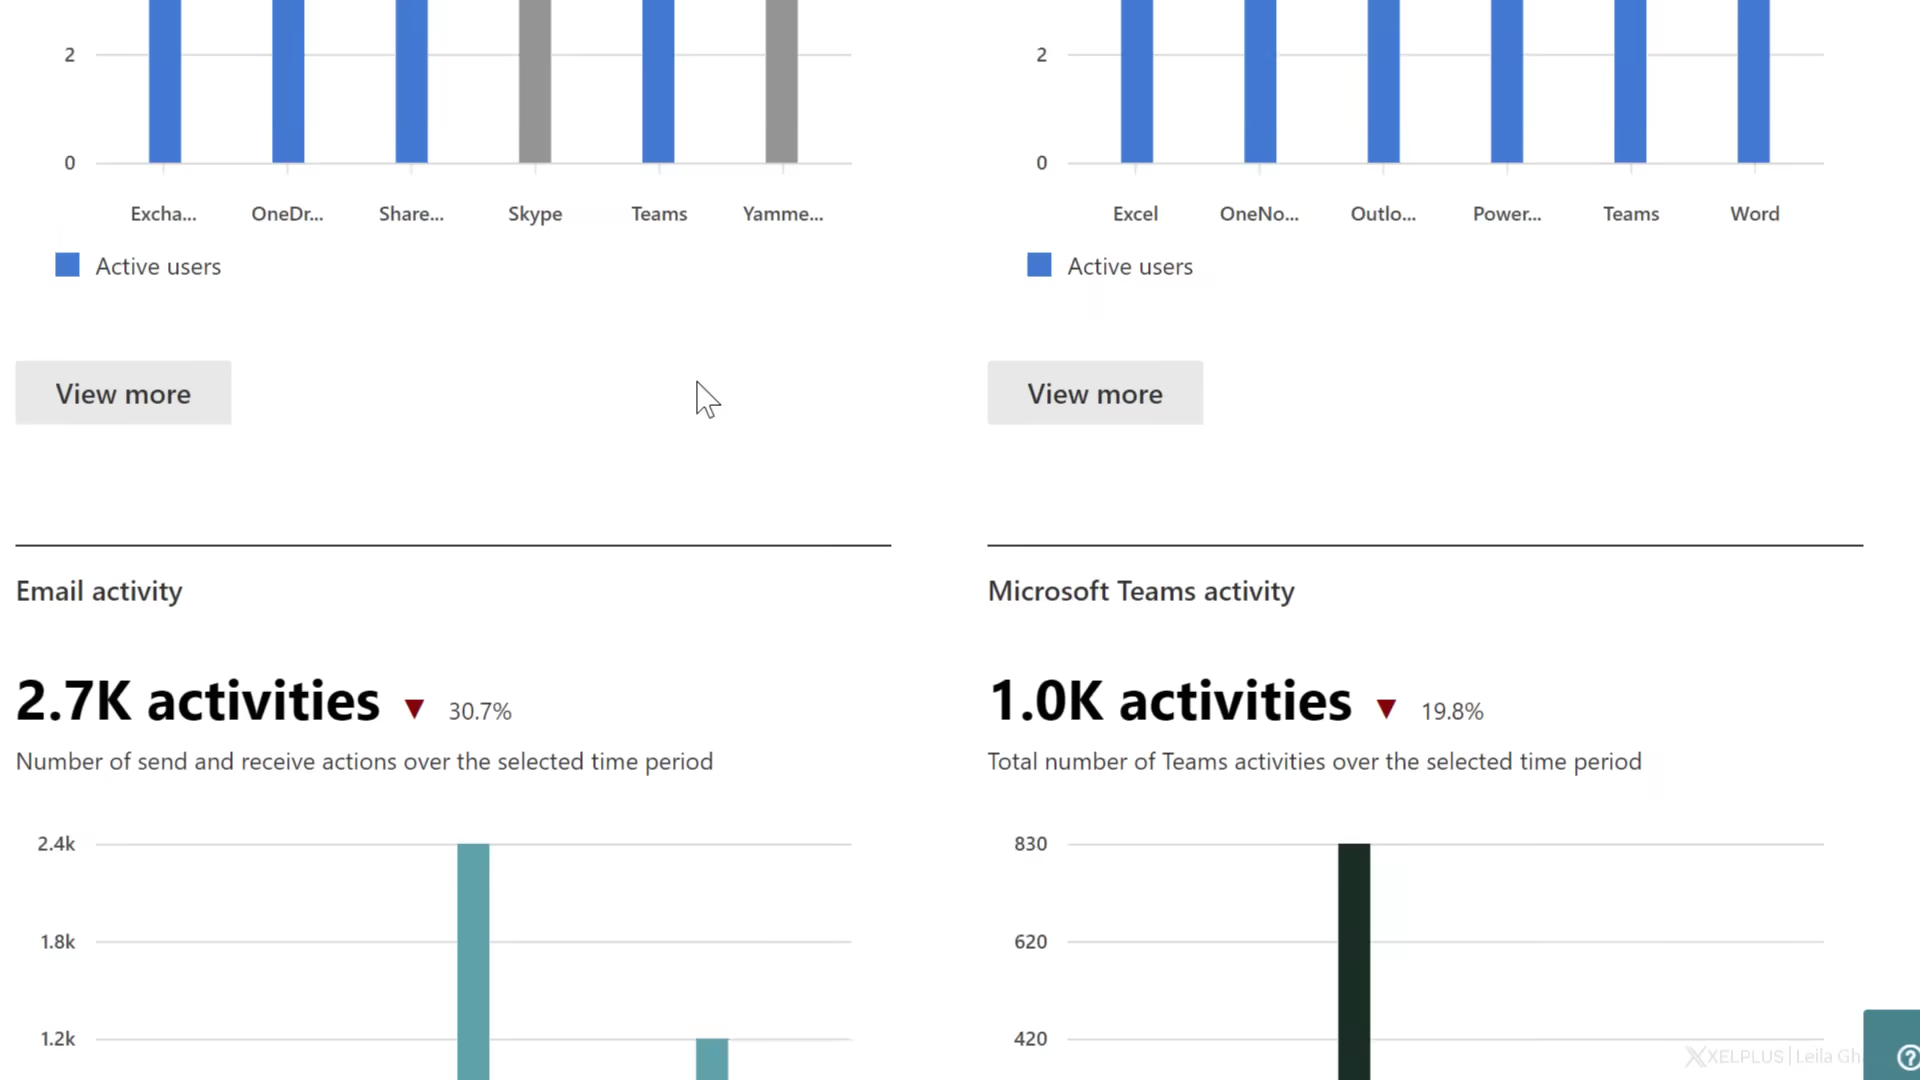 2
0
Excha... OneDr... Share... Skype Teams Yamme...
Active users
View more
2
0
Excel OneNo... Outlo... Power... Teams Word
Active users
View more
Email activity
2.7K activities ▼ 30.7%
Number of send and receive actions over the selected time period
2.4k
1.8k
1.2k
Microsoft Teams activity
1.0K activities ▼ 19.8%
Total number of Teams activities over the selected time period
830
620
420
XELPLUS | Leila Gh